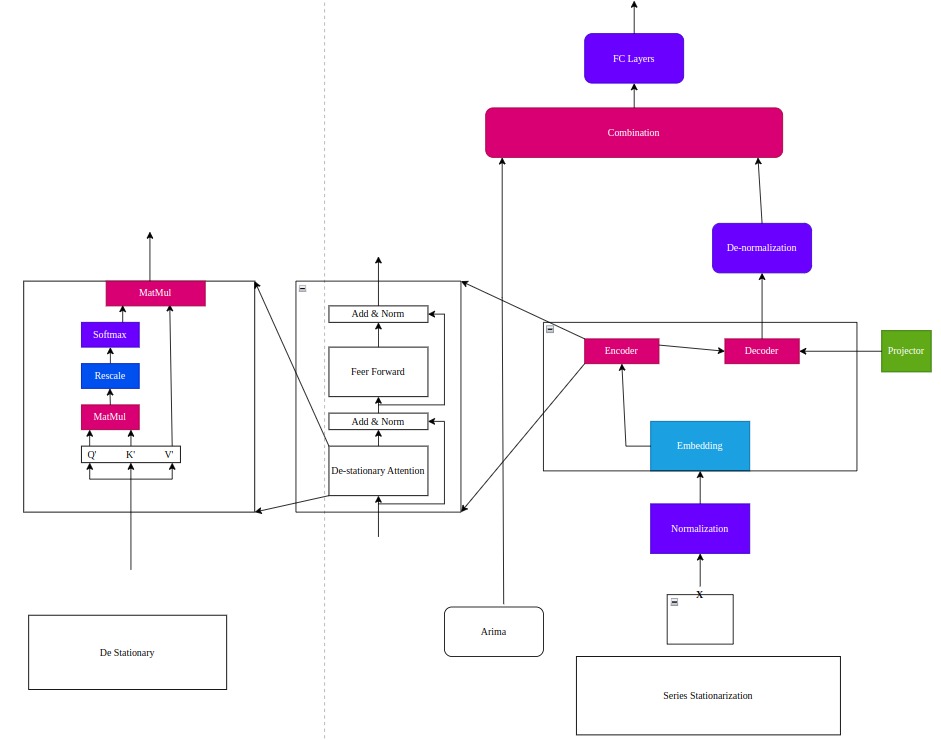 FC Layers
Combination
De-normalization
MatMul
Softmax
Rescale
MatMul
Q' K' V'
Add & Norm
Feer Forward
Add & Norm
De-stationary Attention
Encoder
Decoder
Projector
Embedding
Normalization
X
Arima
De Stationary
Series Stationarization